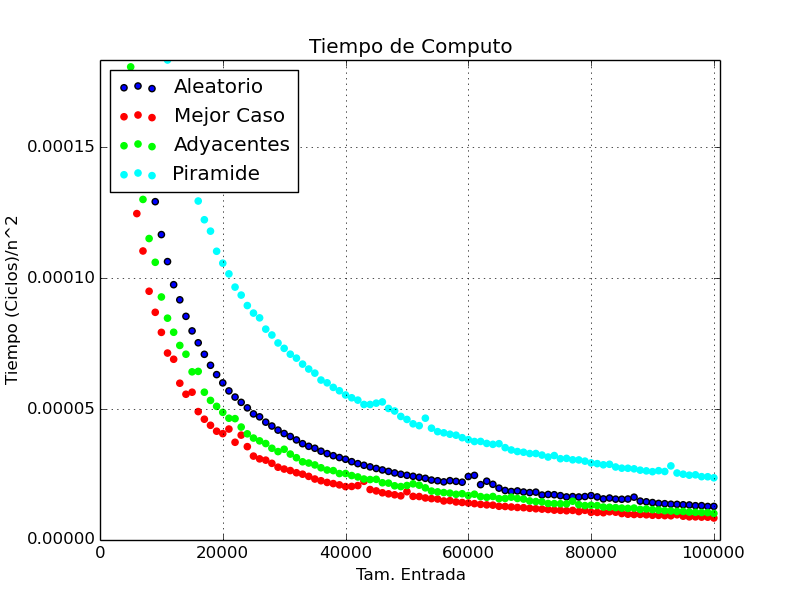 Tiempo de Computo
Aleatorio
Mejor Caso
Adyacentes
Piramide
Tiempo (Ciclos)/n^2
0.00015
0.00010
0.00005
0.00000
0 20000 40000 60000 80000 100000
Tam. Entrada